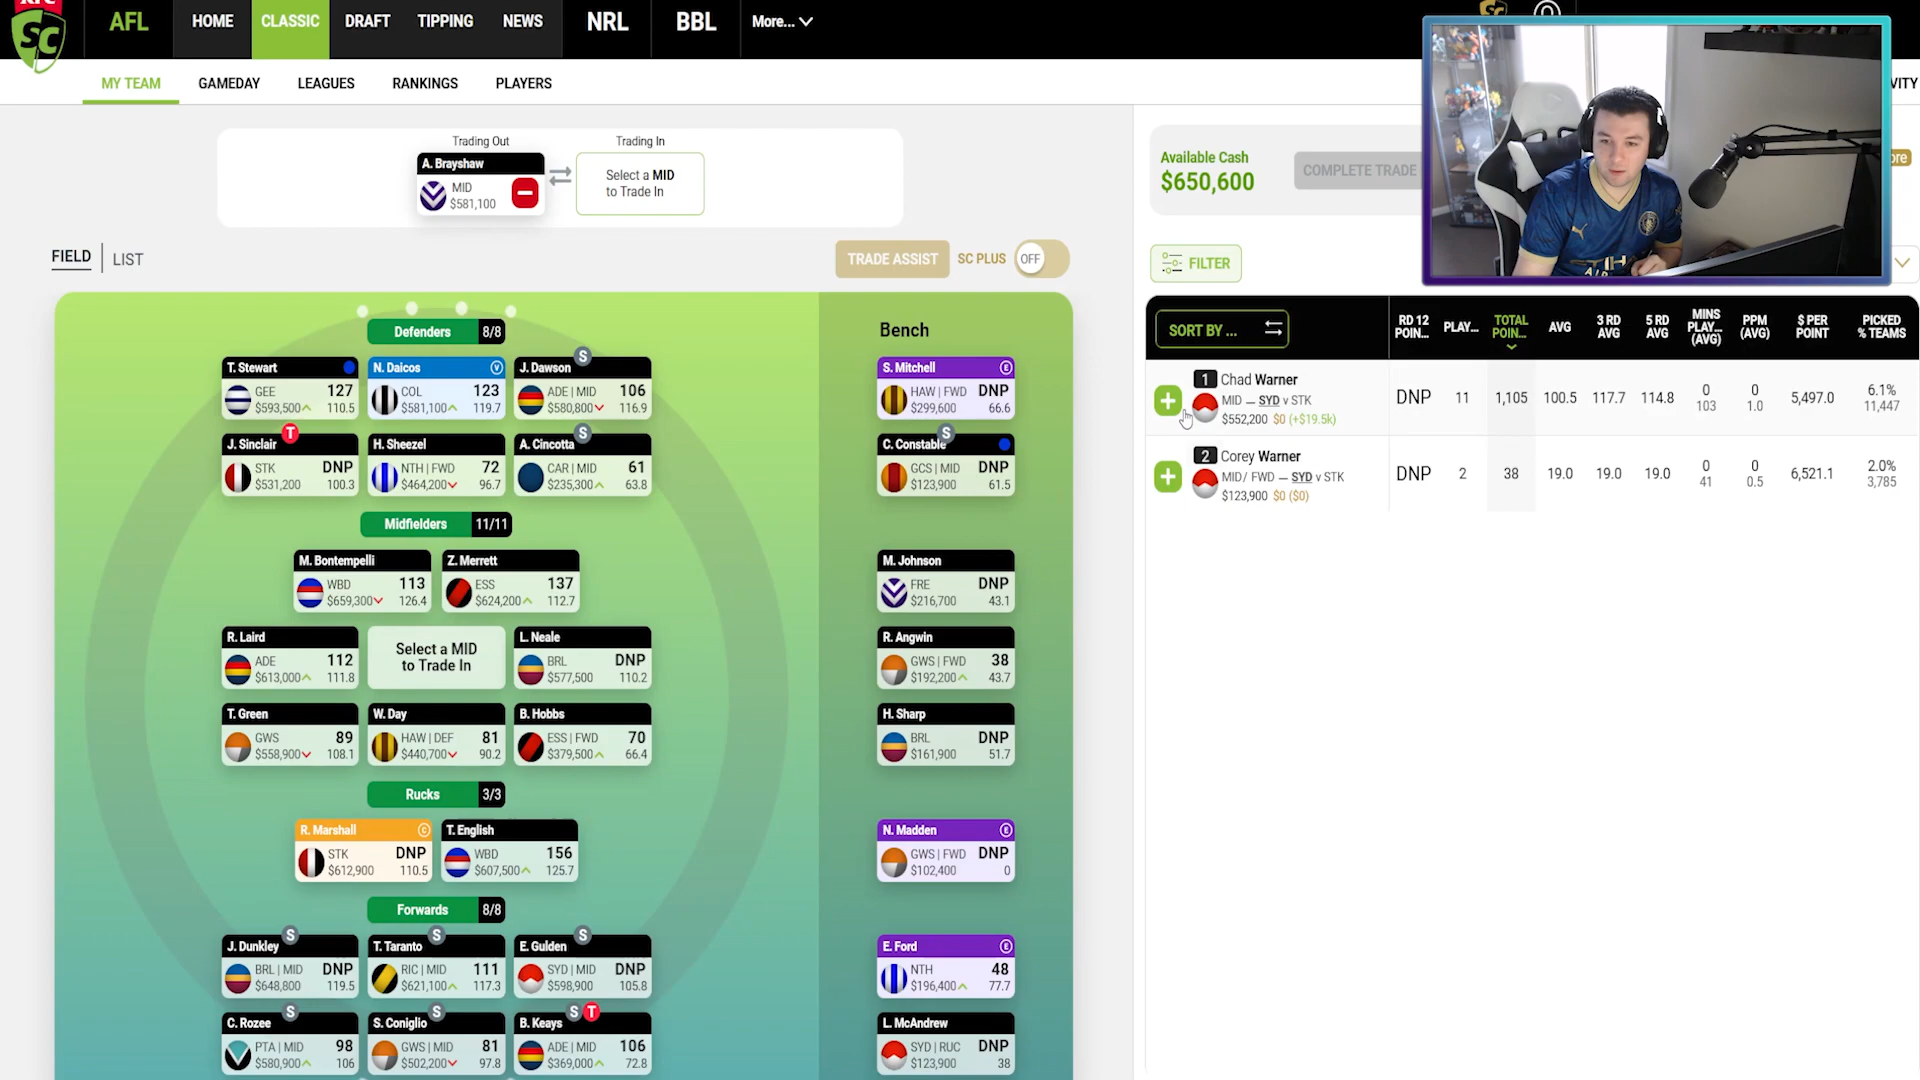 KFC
SC
AFL
HOME
CLASSIC
DRAFT
TIPPING
NEWS
NRL
BBL
More...
MY TEAM
GAMEDAY
LEAGUES
RANKINGS
PLAYERS
VITY
Trading Out
Trading In
A. Brayshaw
MID
$581,100
Select a MID
to Trade In
Available Cash
$650,600
COMPLETE TRADE
ore
FIELD
LIST
TRADE ASSIST
SC PLUS
OFF
FILTER
Defenders 8/8
Bench
T. Stewart
GEE 127
$593,500 110.5
N. Daicos V
COL 123
$581,100 119.7
S
J. Dawson
ADE | MID 106
$580,800 116.9
S. Mitchell E
HAW | FWD DNP
$299,600 66.6
T
J. Sinclair
STK DNP
$531,200 100.3
H. Sheezel
NTH | FWD 72
$464,200 96.7
S
A. Cincotta
CAR | MID 61
$235,300 63.8
S
C. Constable
GCS | MID DNP
$123,900 61.5
Midfielders 11/11
M. Bontempelli
WBD 113
$659,300 126.4
Z. Merrett
ESS 137
$624,200 112.7
M. Johnson
FRE DNP
$216,700 43.1
R. Laird
ADE 112
$613,000 111.8
Select a MID
to Trade In
L. Neale
BRL DNP
$577,500 110.2
R. Angwin
GWS | FWD 38
$192,200 43.7
T. Green
GWS 89
$558,900 108.1
W. Day
HAW | DEF 81
$440,700 90.2
B. Hobbs
ESS | FWD 70
$379,500 66.4
H. Sharp
BRL DNP
$161,900 51.7
Rucks 3/3
R. Marshall C
STK DNP
$612,900 110.5
T. English
WBD 156
$607,500 125.7
N. Madden E
GWS | FWD DNP
$102,400 0
Forwards 8/8
S
J. Dunkley
BRL | MID DNP
$648,800 119.5
S
T. Taranto
RIC | MID 111
$621,100 117.3
S
E. Gulden
SYD | MID DNP
$598,900 105.8
E. Ford E
NTH 48
$196,400 77.7
S
C. Rozee
PTA | MID 98
$580,900 106
S
S. Coniglio
GWS | MID 81
$502,200 97.8
S T
B. Keays
ADE | MID 106
$369,000 72.8
L. McAndrew
SYD | RUC DNP
$123,900 38
SORT BY ...
RD 12
POIN...
PLAY...
TOTAL
POIN...
AVG
3 RD
AVG
5 RD
AVG
MINS
PLAY...
(AVG)
PPM
(AVG)
$ PER
POINT
PICKED
% TEAMS
1 Chad Warner
MID — SYD v STK
$552,200 $0 (+$19.5k)
DNP 11 1,105 100.5 117.7 114.8 0 0 5,497.0 6.1%
103 1.0 11,447
2 Corey Warner
MID/ FWD — SYD v STK
$123,900 $0 ($0)
DNP 2 38 19.0 19.0 19.0 0 0 6,521.1 2.0%
41 0.5 3,785